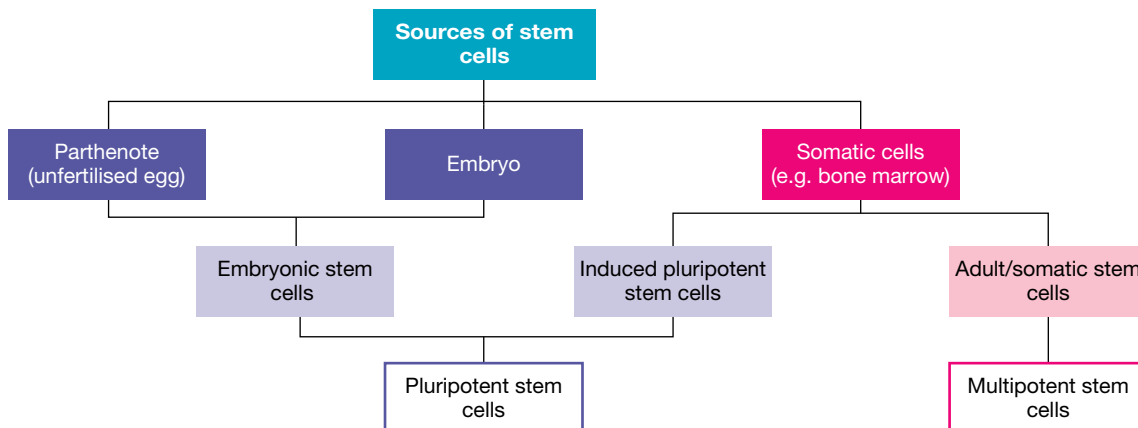 Sources of stem
cells
Parthenote
(unfertilised egg)
Embryo
Somatic cells
(e.g. bone marrow)
Embryonic stem
cells
Induced pluripotent
stem cells
Adult/somatic stem
cells
Pluripotent stem
cells
Multipotent stem
cells